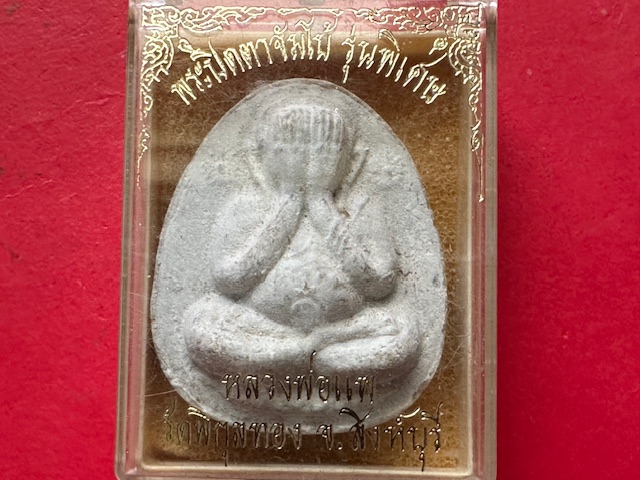 พระปิดตาจัมโบ้ รุ่นพิเศษ
หลวงพ่อแพ
วัดพิกุลทอง จ. สิงห์บุรี